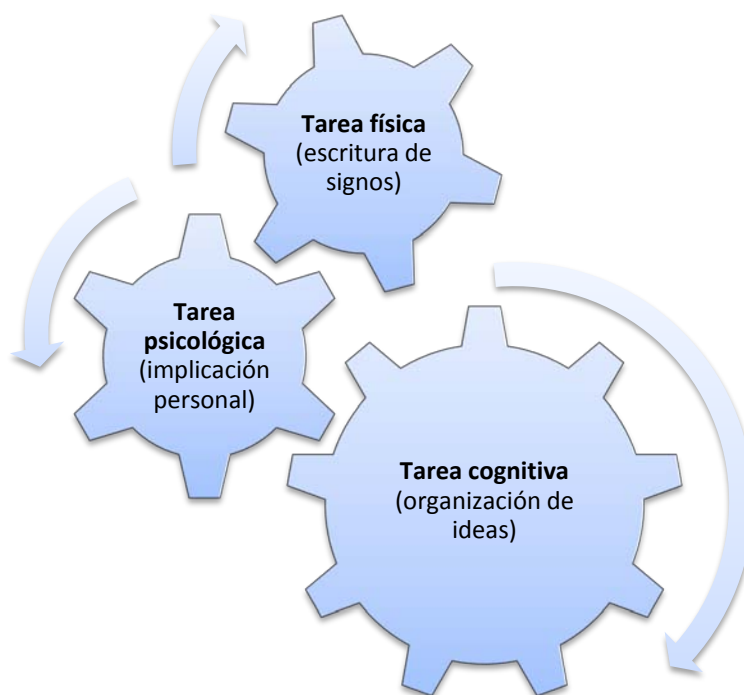 Tarea física
(escritura de
signos)
Tarea
psicológica
(implicación
personal)
Tarea cognitiva
(organización de
ideas)